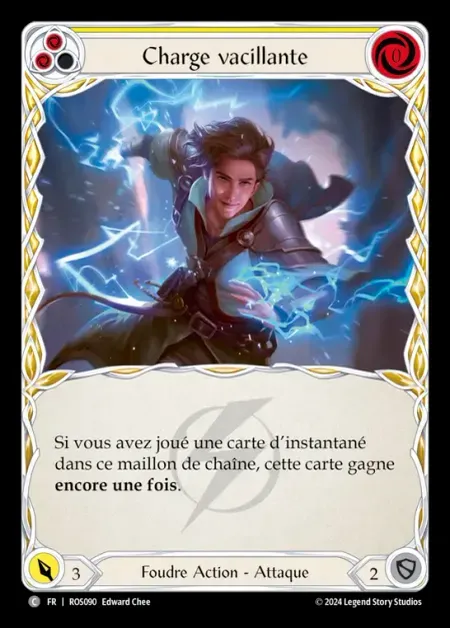 Charge vacillante
0
Si vous avez joué une carte d'instantané
dans ce maillon de chaîne, cette carte gagne
encore une fois.
3
Foudre Action - Attaque
2
C FR | ROS090 Edward Chee
© 2024 Legend Story Studios